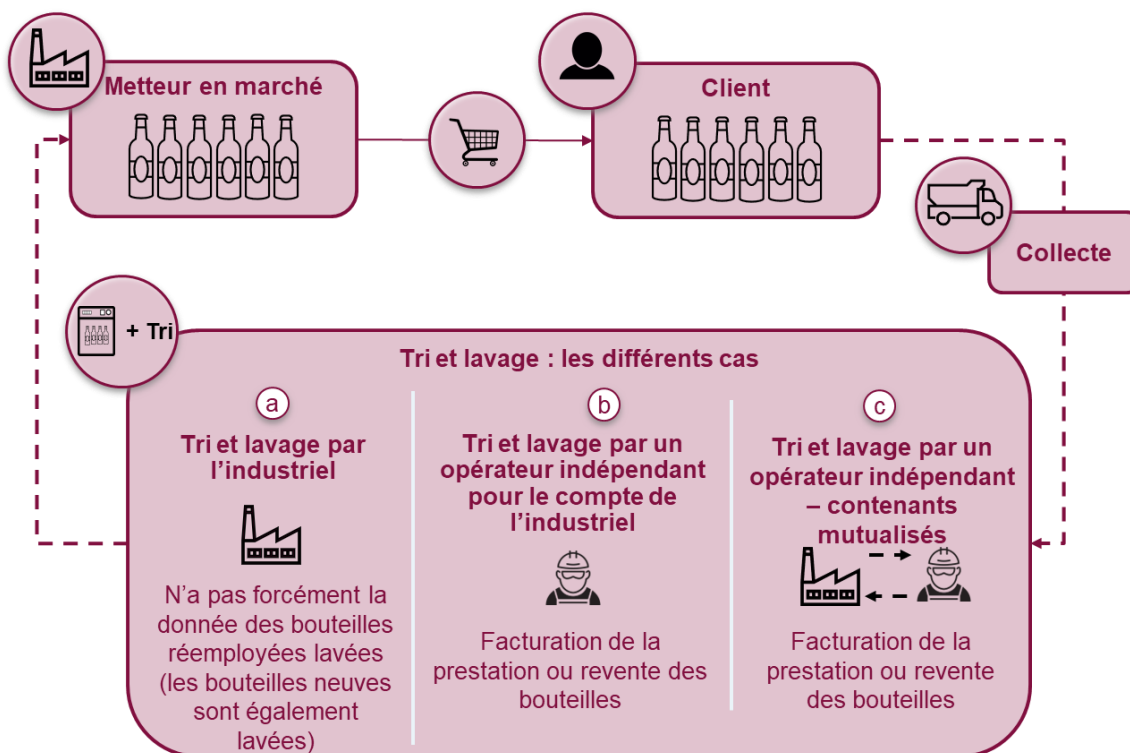 Metteur en marché
Client
Collecte
+ Tri
Tri et lavage : les différents cas
a
Tri et lavage par
l’industriel
N’a pas forcément la
donnée des bouteilles
réemployées lavées
(les bouteilles neuves
sont également
lavées)
b
Tri et lavage par un
opérateur indépendant
pour le compte de
l’industriel
Facturation de la
prestation ou revente des
bouteilles
c
Tri et lavage par un
opérateur indépendant
– contenants
mutualisés
Facturation de la
prestation ou revente
des bouteilles